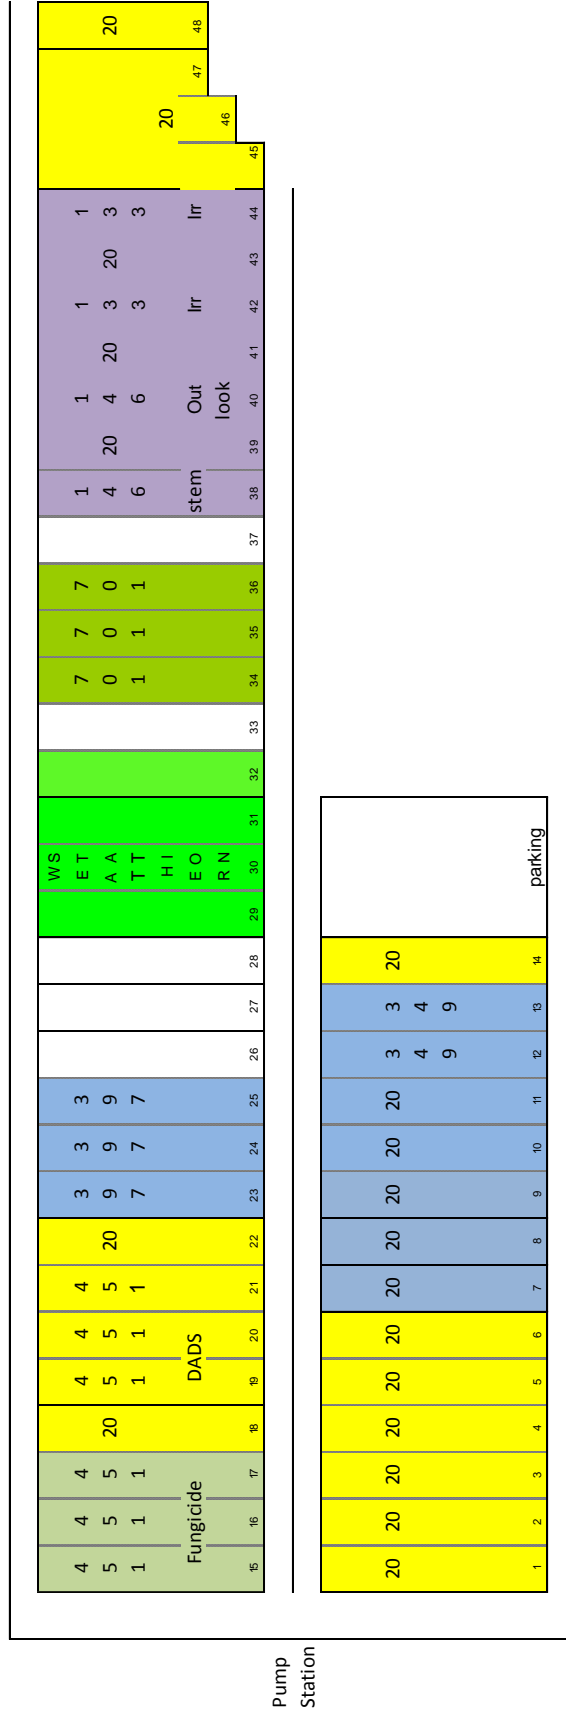 WS
4 4 4 4 4 4 3 3 3 E T 7 7 7 1 1 1 1
5 5 5 20 5 5 5 20 9 9 9 A A 0 0 0 4 20 4 20 3 20 3 20
1 1 1 1 1 1 7 7 7 T T 1 1 1 6 6 3 3
H I 20
Fungicide DADS E O stem Out Irr Irr 47 48
R N look 46
15 16 17 18 19 20 21 22 23 24 25 26 27 28 29 30 31 32 33 34 35 36 37 38 39 40 41 42 43 44 45
Pump
Station
20 20 20 20 20 20 20 20 20 20 20 3 3 20
4 4
9 9
1 2 3 4 5 6 7 8 9 10 11 12 13 14 parking